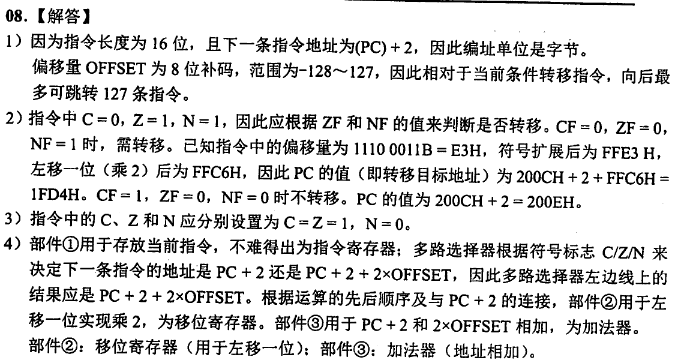 08.【解答】
1）因为指令长度为 16 位，且下一条指令地址为(PC) + 2，因此编址单位是字节。
偏移量 OFFSET 为 8 位补码，范围为-128～127，因此相对于当前条件转移指令，向后最
多可跳转 127 条指令。
2）指令中 C = 0，Z = 1，N = 1，因此应根据 ZF 和 NF 的值来判断是否转移。CF = 0，ZF = 0，
NF = 1 时，需转移。已知指令中的偏移量为 1110 0011B = E3H，符号扩展后为 FFE3 H，
左移一位（乘 2）后为 FFC6H，因此 PC 的值（即转移目标地址）为 200CH + 2 + FFC6H =
1FD4H。CF = 1，ZF = 0，NF = 0 时不转移。PC 的值为 200CH + 2 = 200EH。
3）指令中的 C、Z 和 N 应分别设置为 C = Z = 1，N = 0。
4）部件①用于存放当前指令，不难得出为指令寄存器；多路选择器根据符号标志 C/Z/N 来
决定下一条指令的地址是 PC + 2 还是 PC + 2 + 2×OFFSET，因此多路选择器左边线上的
结果应是 PC + 2 + 2×OFFSET。根据运算的先后顺序及与 PC + 2 的连接，部件②用于左
移一位实现乘 2，为移位寄存器。部件③用于 PC + 2 和 2×OFFSET 相加，为加法器。
部件②：移位寄存器（用于左移一位）；部件③：加法器（地址相加）。